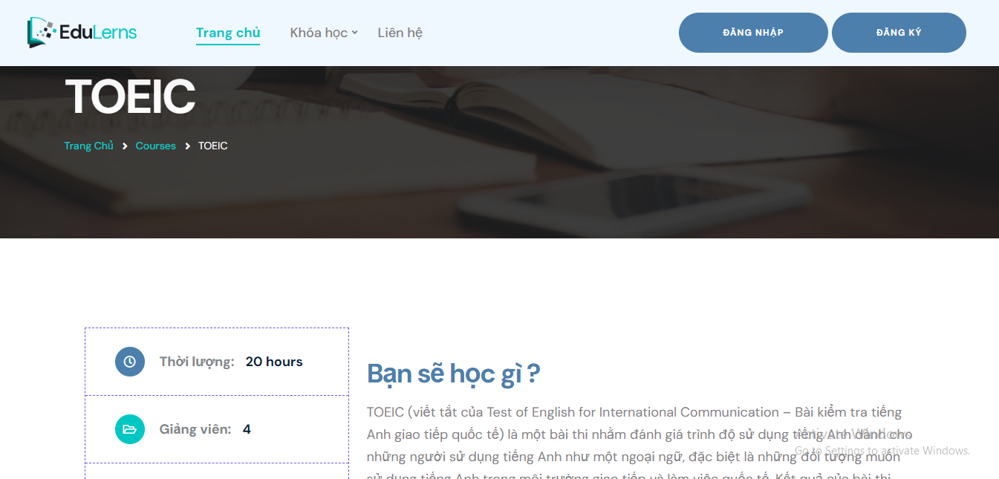 EduLerns
Trang chủ
Khóa học
Liên hệ
ĐĂNG NHẬP
ĐĂNG KÝ
TOEIC
Trang Chủ
Courses
TOEIC
Thời lượng: 20 hours
Giảng viên: 4
Bạn sẽ học gì ?
TOEIC (viết tắt của Test of English for International Communication – Bài kiểm tra tiếng
Anh giao tiếp quốc tế) là một bài thi nhằm đánh giá trình độ sử dụng tiếng Anh dành cho
những người sử dụng tiếng Anh như một ngoại ngữ, đặc biệt là những đối tượng muốn
sử dụng tiếng Anh trong môi trường giao tiếp và làm việc quốc tế. Kết quả của bài thi
Activate Windows
Go to Settings to activate Windows.